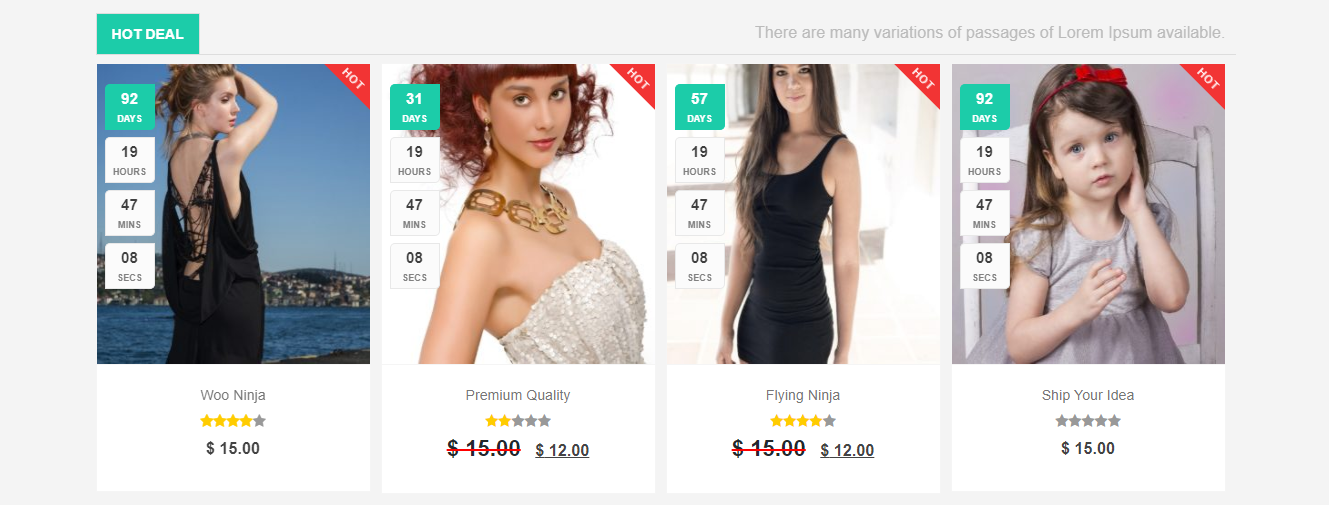 HOT DEAL
There are many variations of passages of Lorem Ipsum available.
HOT
92
DAYS
19
HOURS
47
MINS
08
SECS
Woo Ninja
$ 15.00
HOT
31
DAYS
19
HOURS
47
MINS
08
SECS
Premium Quality
$ 15.00 $ 12.00
HOT
57
DAYS
19
HOURS
47
MINS
08
SECS
Flying Ninja
$ 15.00 $ 12.00
HOT
92
DAYS
19
HOURS
47
MINS
08
SECS
Ship Your Idea
$ 15.00